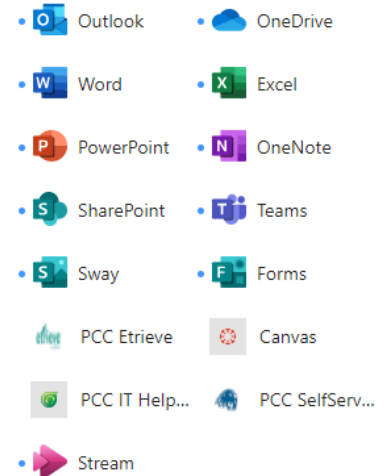 Outlook OneDrive
Word Excel
PowerPoint OneNote
SharePoint Teams
Sway Forms
etrieve PCC Etrieve Canvas
PCC IT Help... PCC SelfServ...
Stream